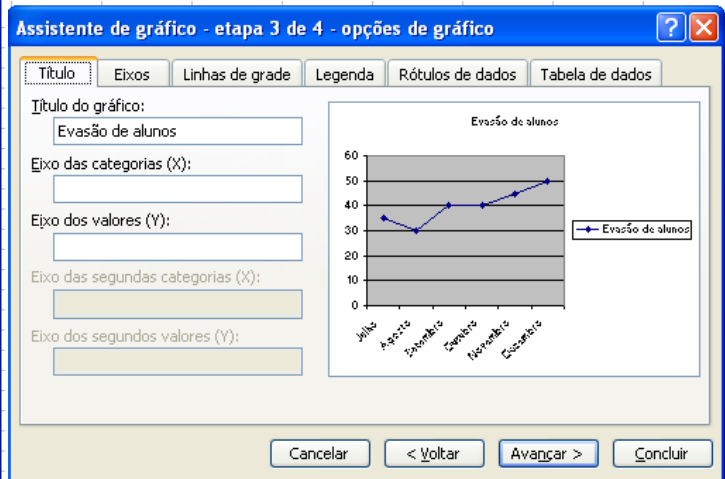 Assistente de gráfico - etapa 3 de 4 - opções de gráfico
Título Eixos Linhas de grade Legenda Rótulos de dados Tabela de dados
Título do gráfico:
Evasão de alunos
Eixo das categorias (X):
Eixo dos valores (Y):
Eixo das segundas categorias (X):
Eixo dos segundos valores (Y):
Evasão de alunos
60
50
40
30
20
10
0
Julho Agosto Setembro Outubro Novembro Dezembro
Evasão de alunos
Cancelar < Voltar Avançar > Concluir